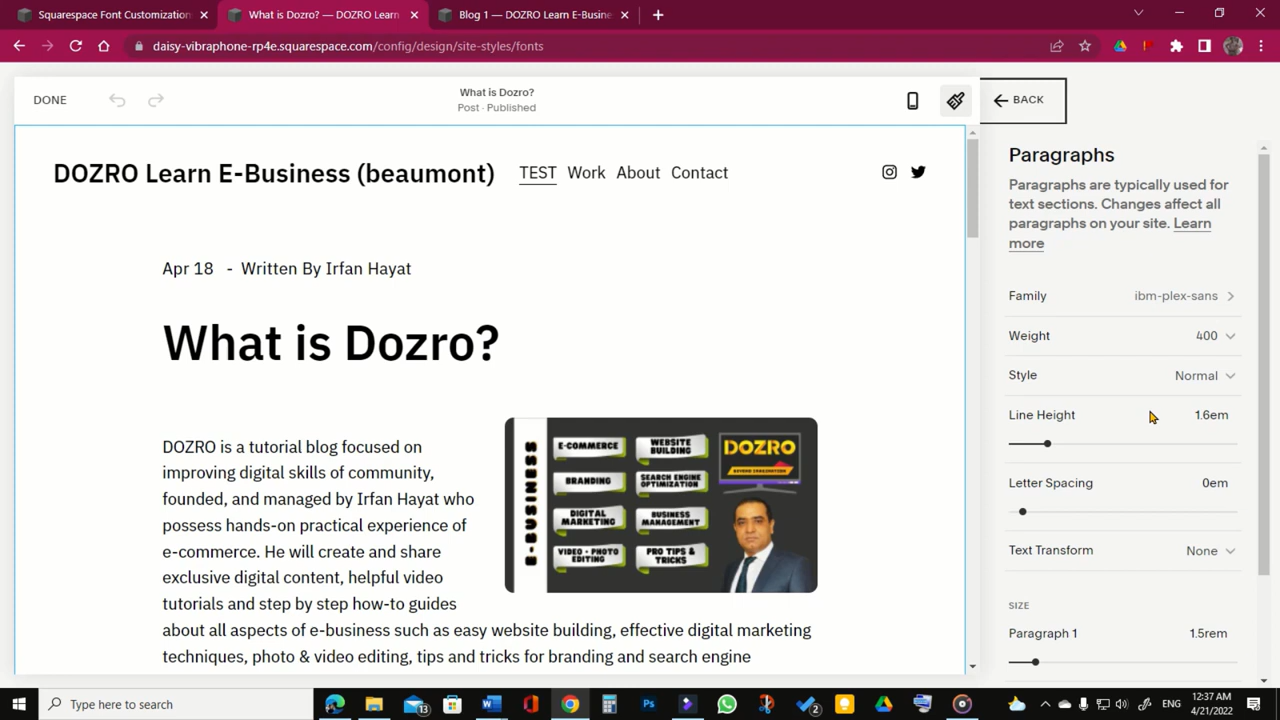 Squarespace Font Customization
What is Dozro? — DOZRO Learn
Blog 1 — DOZRO Learn E-Busine
daisy-vibraphone-rp4e.squarespace.com/config/design/site-styles/fonts
DONE
What is Dozro?
Post · Published
BACK
DOZRO Learn E-Business (beaumont)
TEST Work About Contact
Apr 18 - Written By Irfan Hayat
What is Dozro?
DOZRO is a tutorial blog focused on
improving digital skills of community,
founded, and managed by Irfan Hayat who
possess hands-on practical experience of
e-commerce. He will create and share
exclusive digital content, helpful video
tutorials and step by step how-to guides
about all aspects of e-business such as easy website building, effective digital marketing
techniques, photo & video editing, tips and tricks for branding and search engine
E-BUSINESS
E-COMMERCE
WEBSITE
BUILDING
BRANDING
SEARCH ENGINE
OPTIMIZATION
DIGITAL
MARKETING
BUSINESS
MANAGEMENT
VIDEO - PHOTO
EDITING
PRO TIPS &
TRICKS
DOZRO
Paragraphs
Paragraphs are typically used for
text sections. Changes affect all
paragraphs on your site. Learn
more
Family ibm-plex-sans
Weight 400
Style Normal
Line Height 1.6em
Letter Spacing 0em
Text Transform None
SIZE
Paragraph 1 1.5rem
Type here to search
13
2
ENG
12:37 AM
4/21/2022